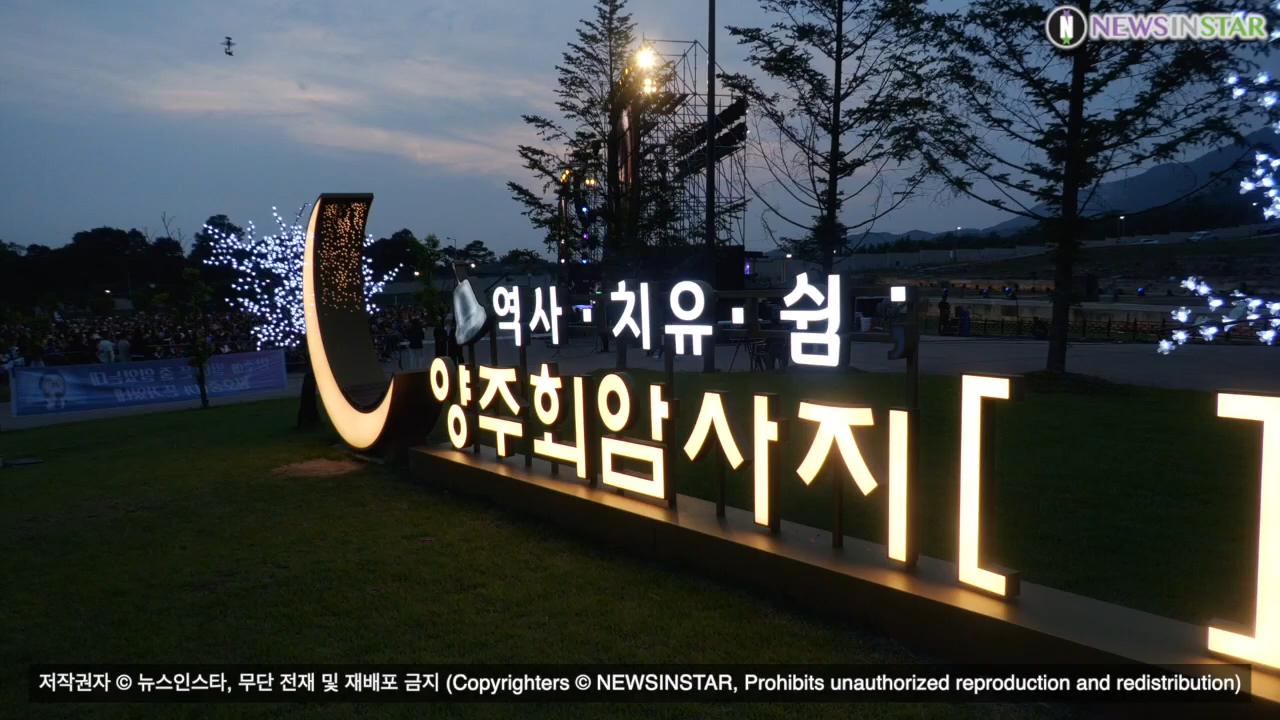 NEWSINSTAR
역사·치유·쉼·
양주회암사지[ ]
저작권자 © 뉴스인스타, 무단 전재 및 재배포 금지 (Copyrighters © NEWSINSTAR, Prohibits unauthorized reproduction and redistribution)